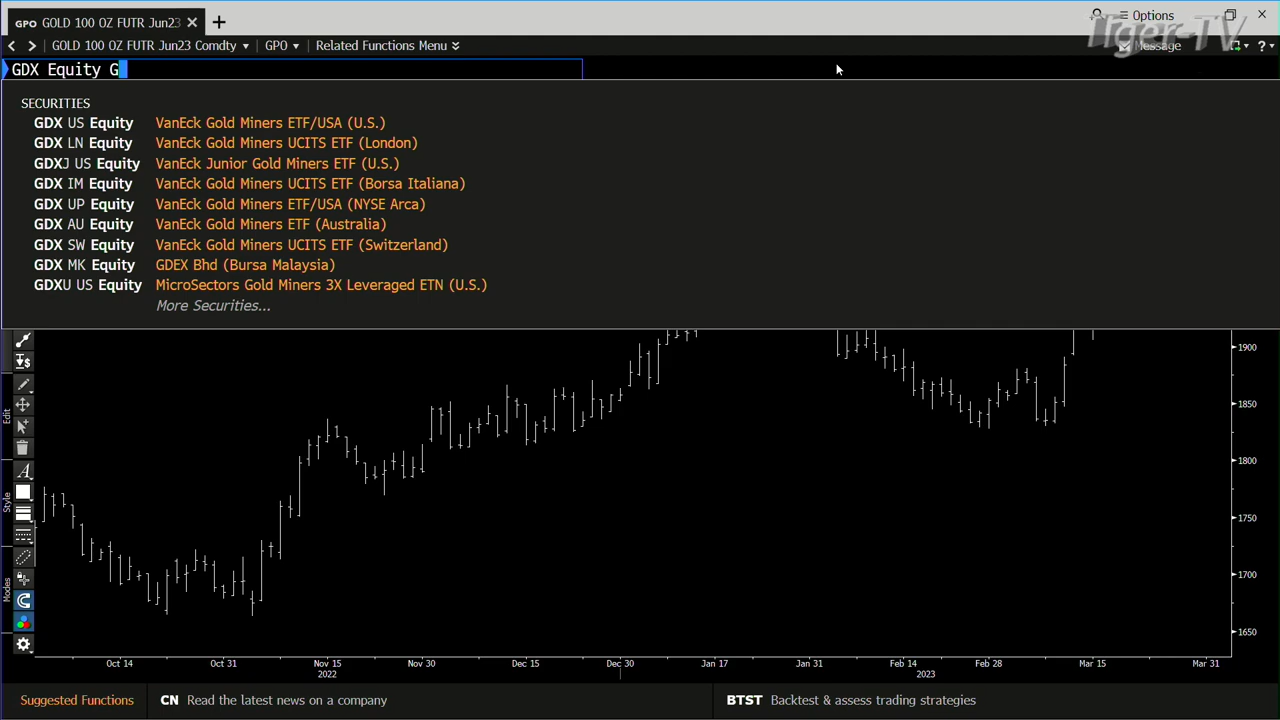 GPO GOLD 100 OZ FUTR Jun23
Options
GOLD 100 OZ FUTR Jun23 Comdty GPO Related Functions Menu
Message ?
Tiger-TV
GDX Equity G
SECURITIES
GDX US Equity VanEck Gold Miners ETF/USA (U.S.)
GDX LN Equity VanEck Gold Miners UCITS ETF (London)
GDXJ US Equity VanEck Junior Gold Miners ETF (U.S.)
GDX IM Equity VanEck Gold Miners UCITS ETF (Borsa Italiana)
GDX UP Equity VanEck Gold Miners ETF/USA (NYSE Arca)
GDX AU Equity VanEck Gold Miners ETF (Australia)
GDX SW Equity VanEck Gold Miners UCITS ETF (Switzerland)
GDX MK Equity GDEX Bhd (Bursa Malaysia)
GDXU US Equity MicroSectors Gold Miners 3X Leveraged ETN (U.S.)
More Securities...
1900
1850
1800
1750
1700
1650
Edit
Style
Modes
Oct 14 Oct 31 Nov 15 Nov 30 Dec 15 Dec 30 Jan 17 Jan 31 Feb 14 Feb 28 Mar 15 Mar 31
2022 2023
Suggested Functions CN Read the latest news on a company BTST Backtest & assess trading strategies